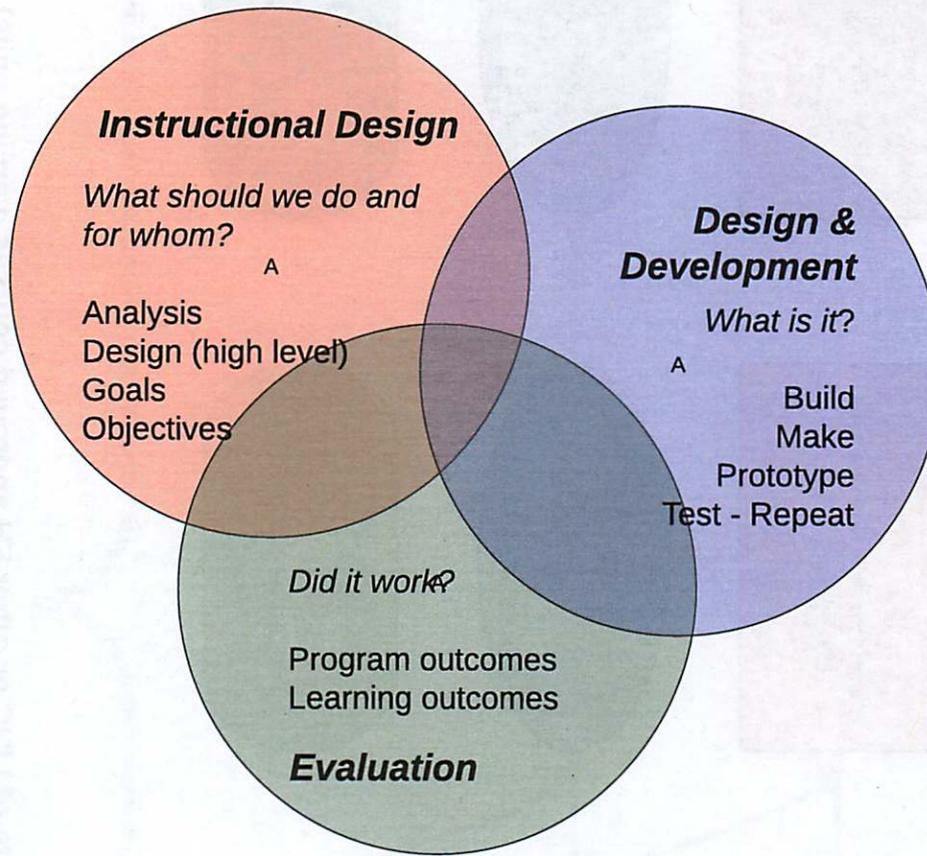 Instructional Design
What should we do and
for whom?
A
Analysis
Design (high level)
Goals
Objectives
Design &
Development
What is it?
A
Build
Make
Prototype
Test - Repeat
Did it work?
A
Program outcomes
Learning outcomes
Evaluation